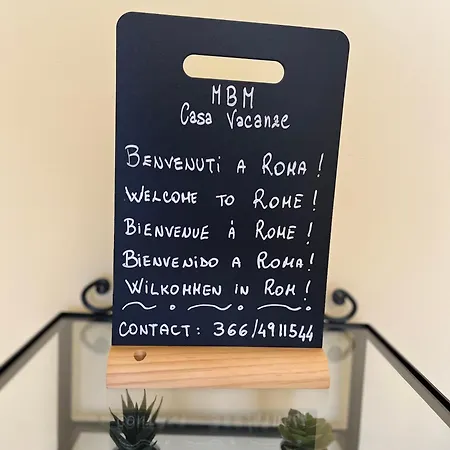 MBM
Casa Vacanze
BENVENUTI A ROMA!
WELCOME TO ROME!
BIENVENUE À ROME!
BIENVENIDO A ROMA!
WILKOMMEN IN ROM!
CONTACT: 366/4911544